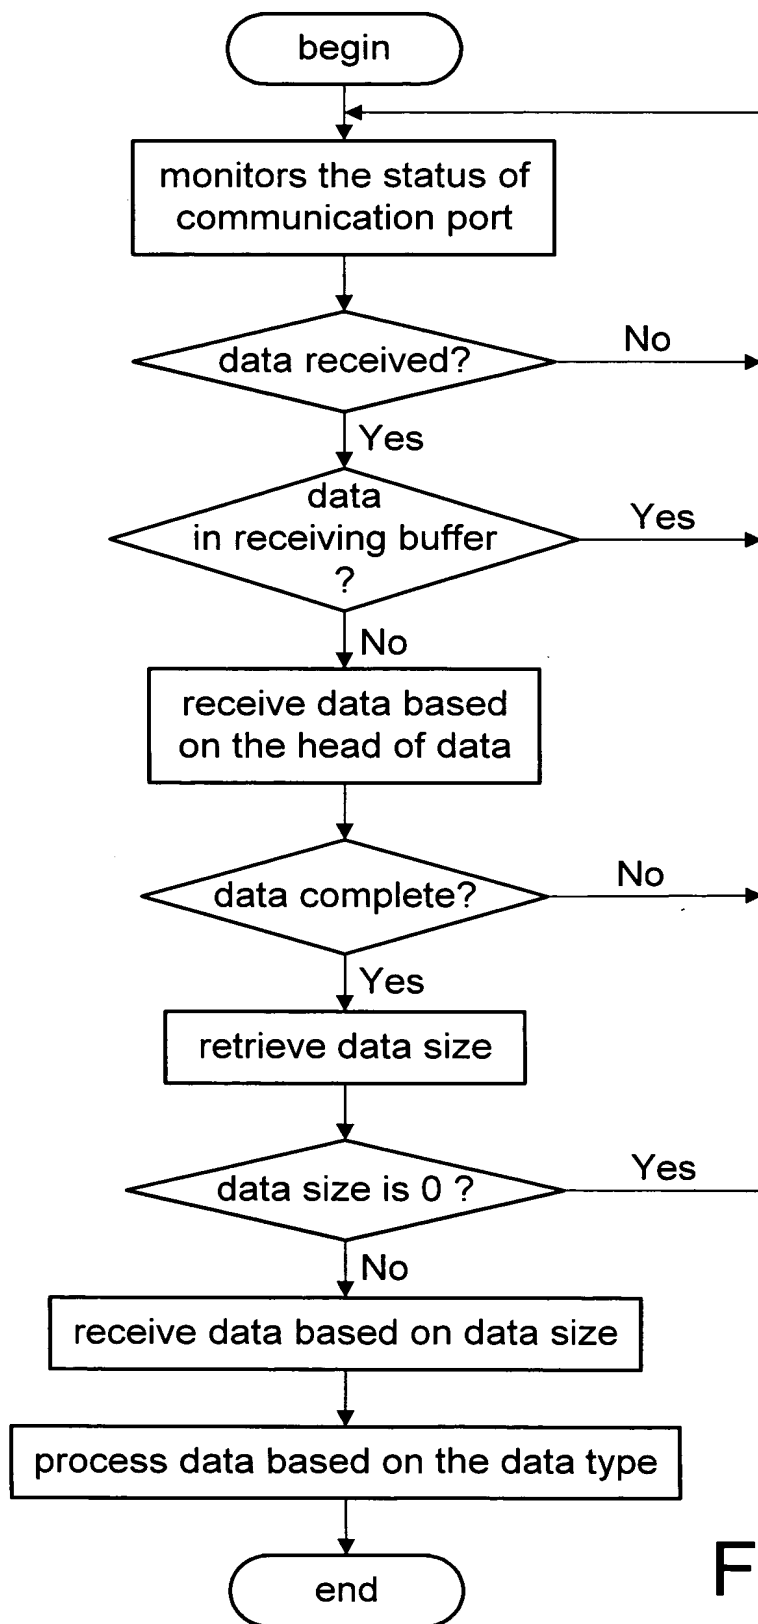 begin
monitors the status of
communication port
data received?
No
Yes
data
in receiving buffer
?
Yes
No
receive data based
on the head of data
data complete?
No
Yes
retrieve data size
data size is 0 ?
Yes
No
receive data based on data size
process data based on the data type
end
F